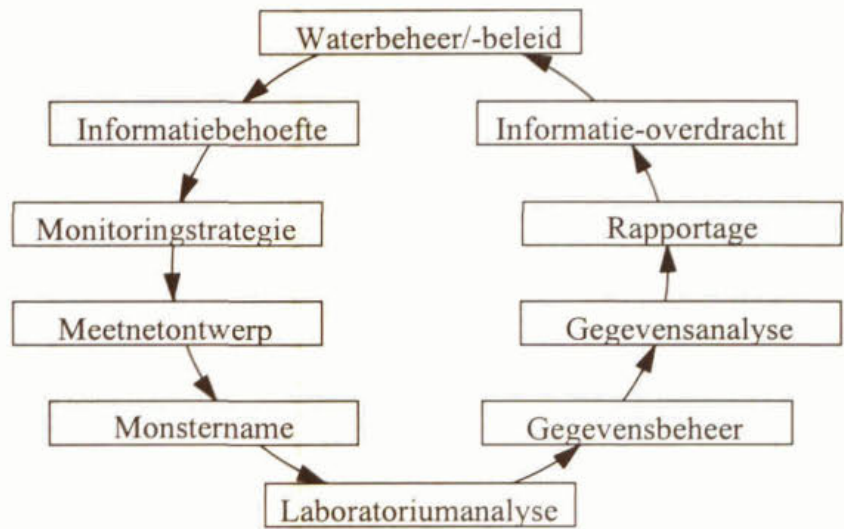 Waterbeheer/-beleid
Informatiebehoefte
Informatie-overdracht
Monitoringstrategie
Rapportage
Meetnetontwerp
Gegevensanalyse
Monstername
Gegevensbeheer
Laboratoriumanalyse